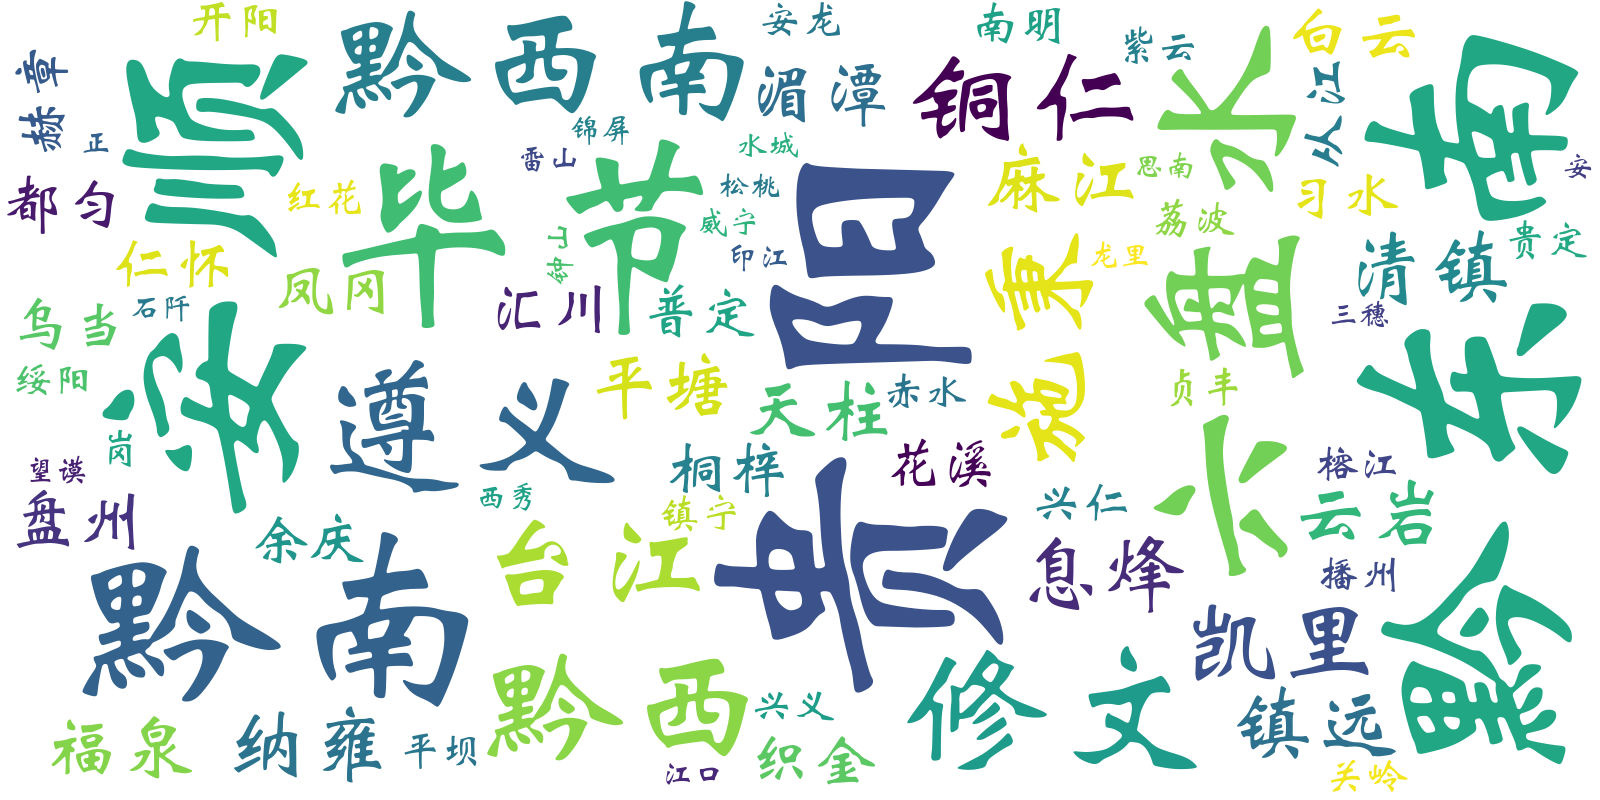 开阳
黔西南
安龙
南明
紫云
白云
赫章
顺安
湄潭
铜仁
六盘水
从江
黔东南
正
锦屏
雷山
水城
毕节
贵阳
麻江
思南
安
都匀
红花
松桃
习水
荔波
威宁
仁怀
钟山
印江
秉施
龙里
清镇
贵定
凤冈
汇川
普定
乌当
石阡
三穗
绥阳
遵义
平塘
天柱
赤水
贞丰
岗
望谟
桐梓
花溪
榕江
盘州
西秀
镇宁
兴仁
云岩
余庆
台江
息烽
播州
黔南
凯里
黔西
修文
兴义
镇远
福泉
纳雍
平坝
织金
江口
关岭